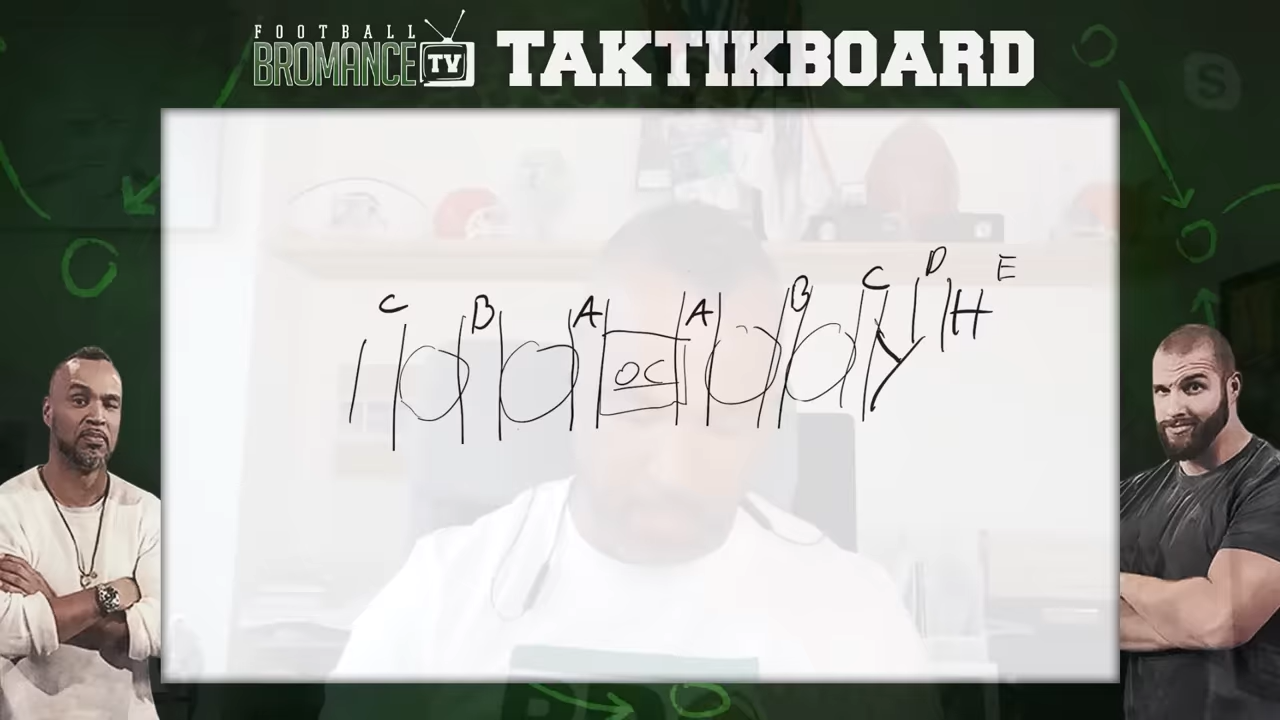 FOOTBALL
BROMANCE TV
TAKTIKBOARD
C B A A B C D E
OC Y H